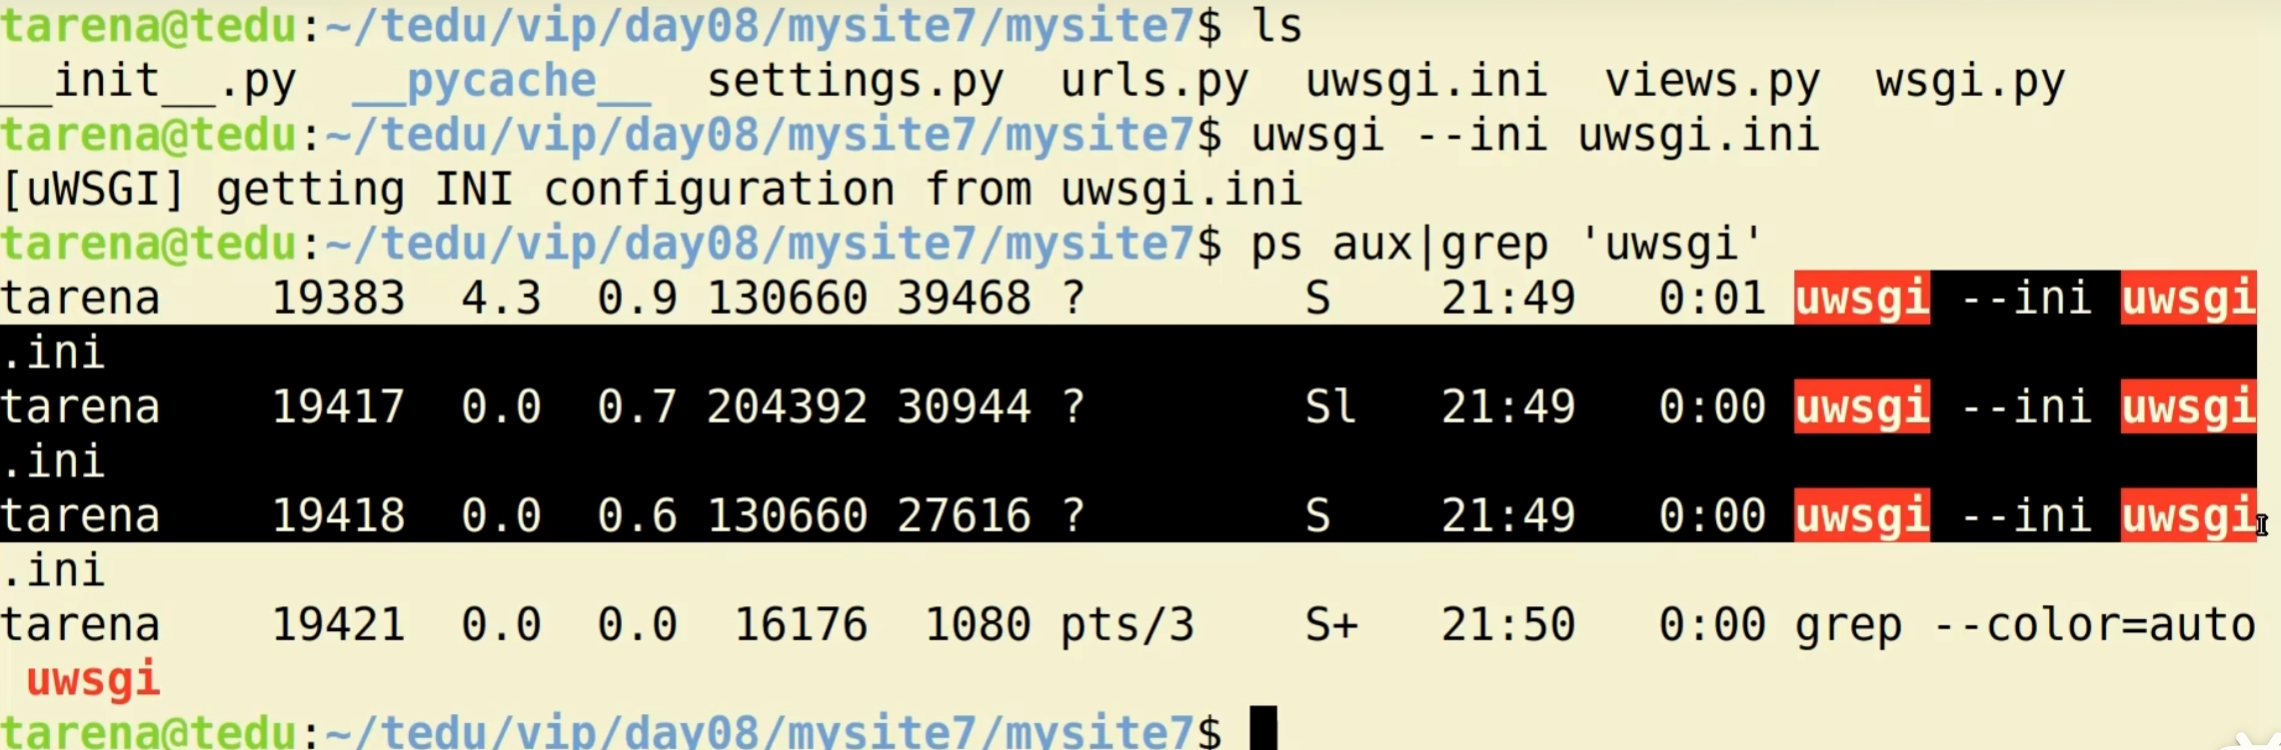 tarena@tedu:~/tedu/vip/day08/mysite7/mysite7$ ls
__init__.py  __pycache__  settings.py  urls.py  uwsgi.ini  views.py  wsgi.py
tarena@tedu:~/tedu/vip/day08/mysite7/mysite7$ uwsgi --ini uwsgi.ini
[uWSGI] getting INI configuration from uwsgi.ini
tarena@tedu:~/tedu/vip/day08/mysite7/mysite7$ ps aux|grep 'uwsgi'
tarena    19383  4.3  0.9 130660 39468 ?        S    21:49   0:01 uwsgi --ini uwsgi
.ini
tarena    19417  0.0  0.7 204392 30944 ?        Sl   21:49   0:00 uwsgi --ini uwsgi
.ini
tarena    19418  0.0  0.6 130660 27616 ?        S    21:49   0:00 uwsgi --ini uwsgi
.ini
tarena    19421  0.0  0.0  16176  1080 pts/3    S+   21:50   0:00 grep --color=auto
 uwsgi
tarena@tedu:~/tedu/vip/day08/mysite7/mysite7$